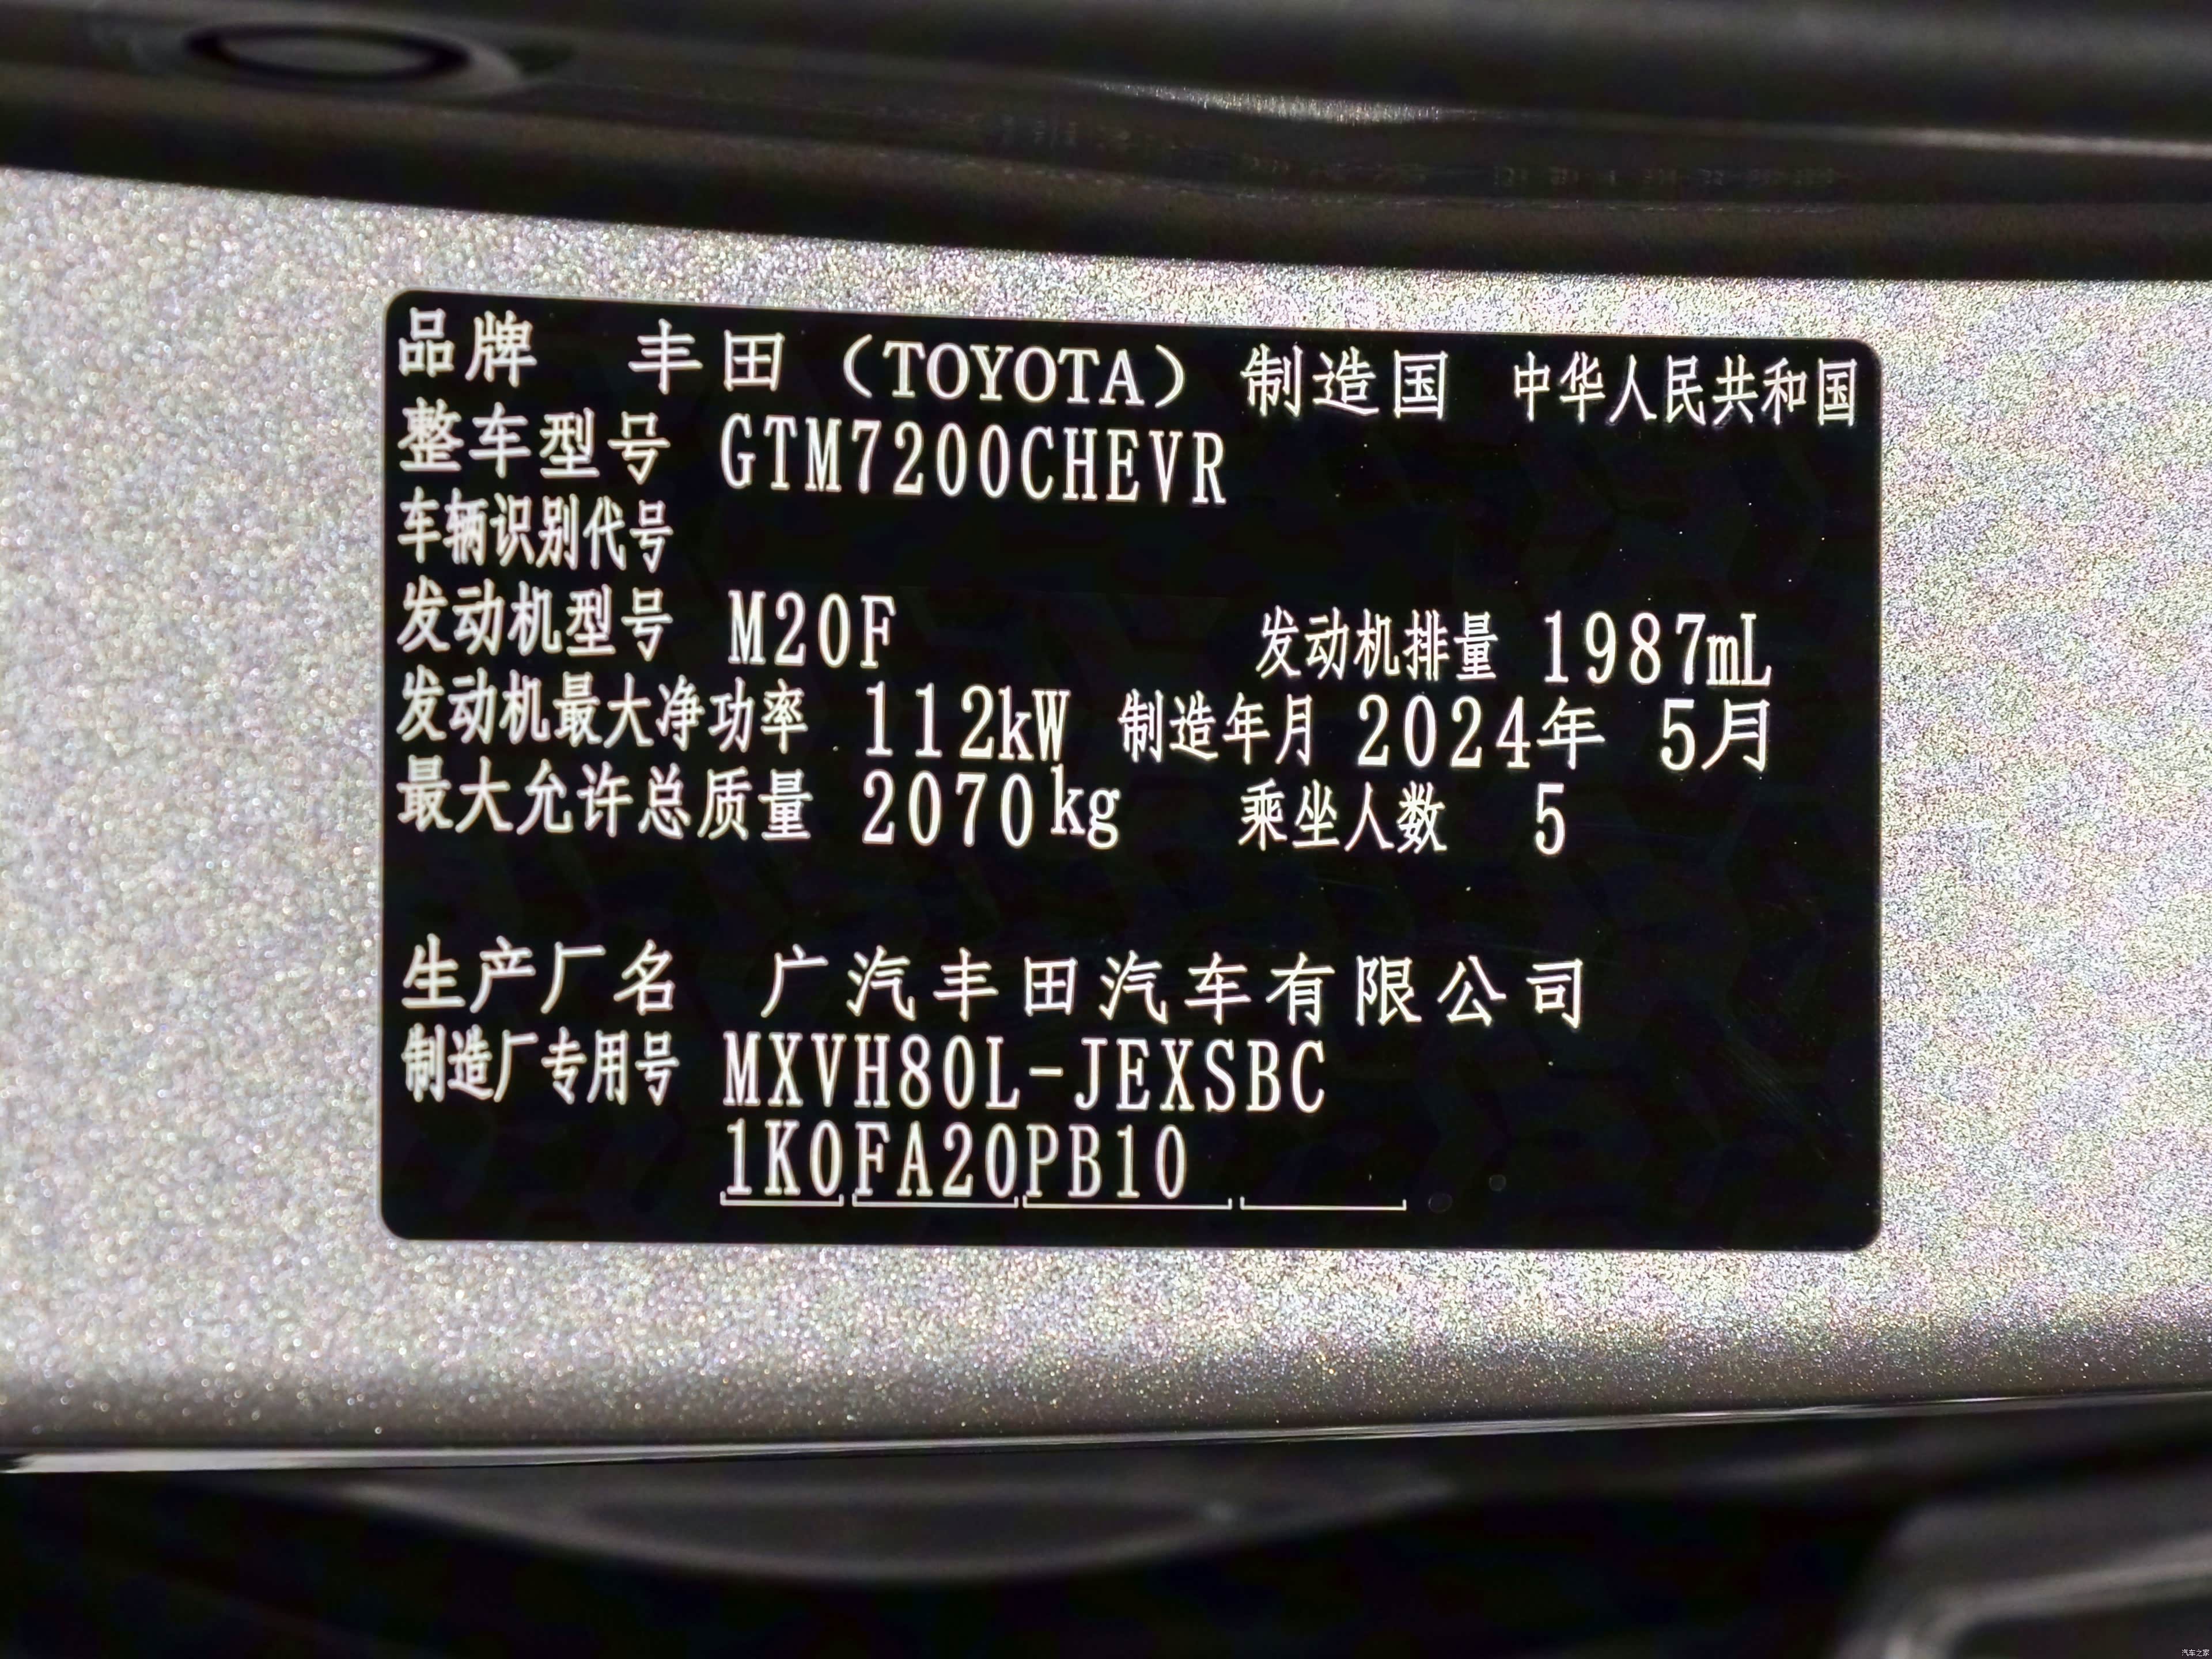 品牌 丰田（TOYOTA）制造国 中华人民共和国
整车型号 GTM7200CHEVR
车辆识别代号
发动机型号 M20F 发动机排量 1987mL
发动机最大净功率 112kW 制造年月 2024年 5月
最大允许总质量 2070kg 乘坐人数 5
生产厂名 广汽丰田汽车有限公司
制造厂专用号 MXVH80L-JEXSBC
1K0FA20PB10
汽车之家